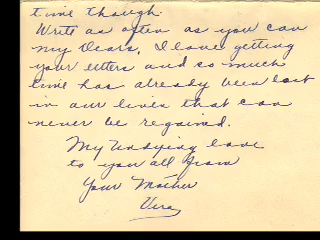 time though.
Write as often as you can
my Dears, I love getting
your letters and so much
time has already been lost
in our lives that can
never be regained.
My Undying love
to you all from
Your Mother
Vera